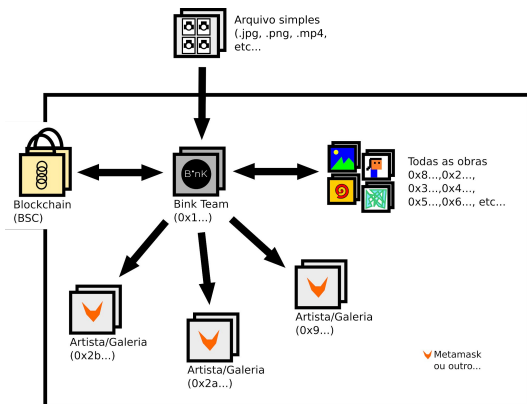 Arquivo simples
(.jpg, .png, .mp4,
etc...
Blockchain
(BSC)
B*nK
Bink Team
(0x1...)
Todas as obras
0x8...,0x2...,
0x3...,0x4...,
0x5...,0x6..., etc...
Artista/Galeria
(0x2b...)
Artista/Galeria
(0x2a...)
Artista/Galeria
(0x9...)
Metamask
ou outro...